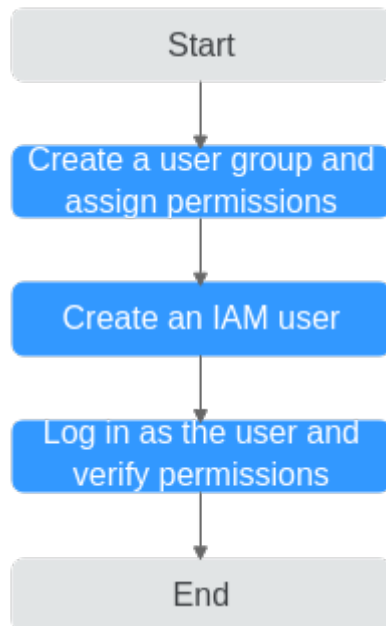 Start
Create a user group and
assign permissions
Create an IAM user
Log in as the user and
verify permissions
End